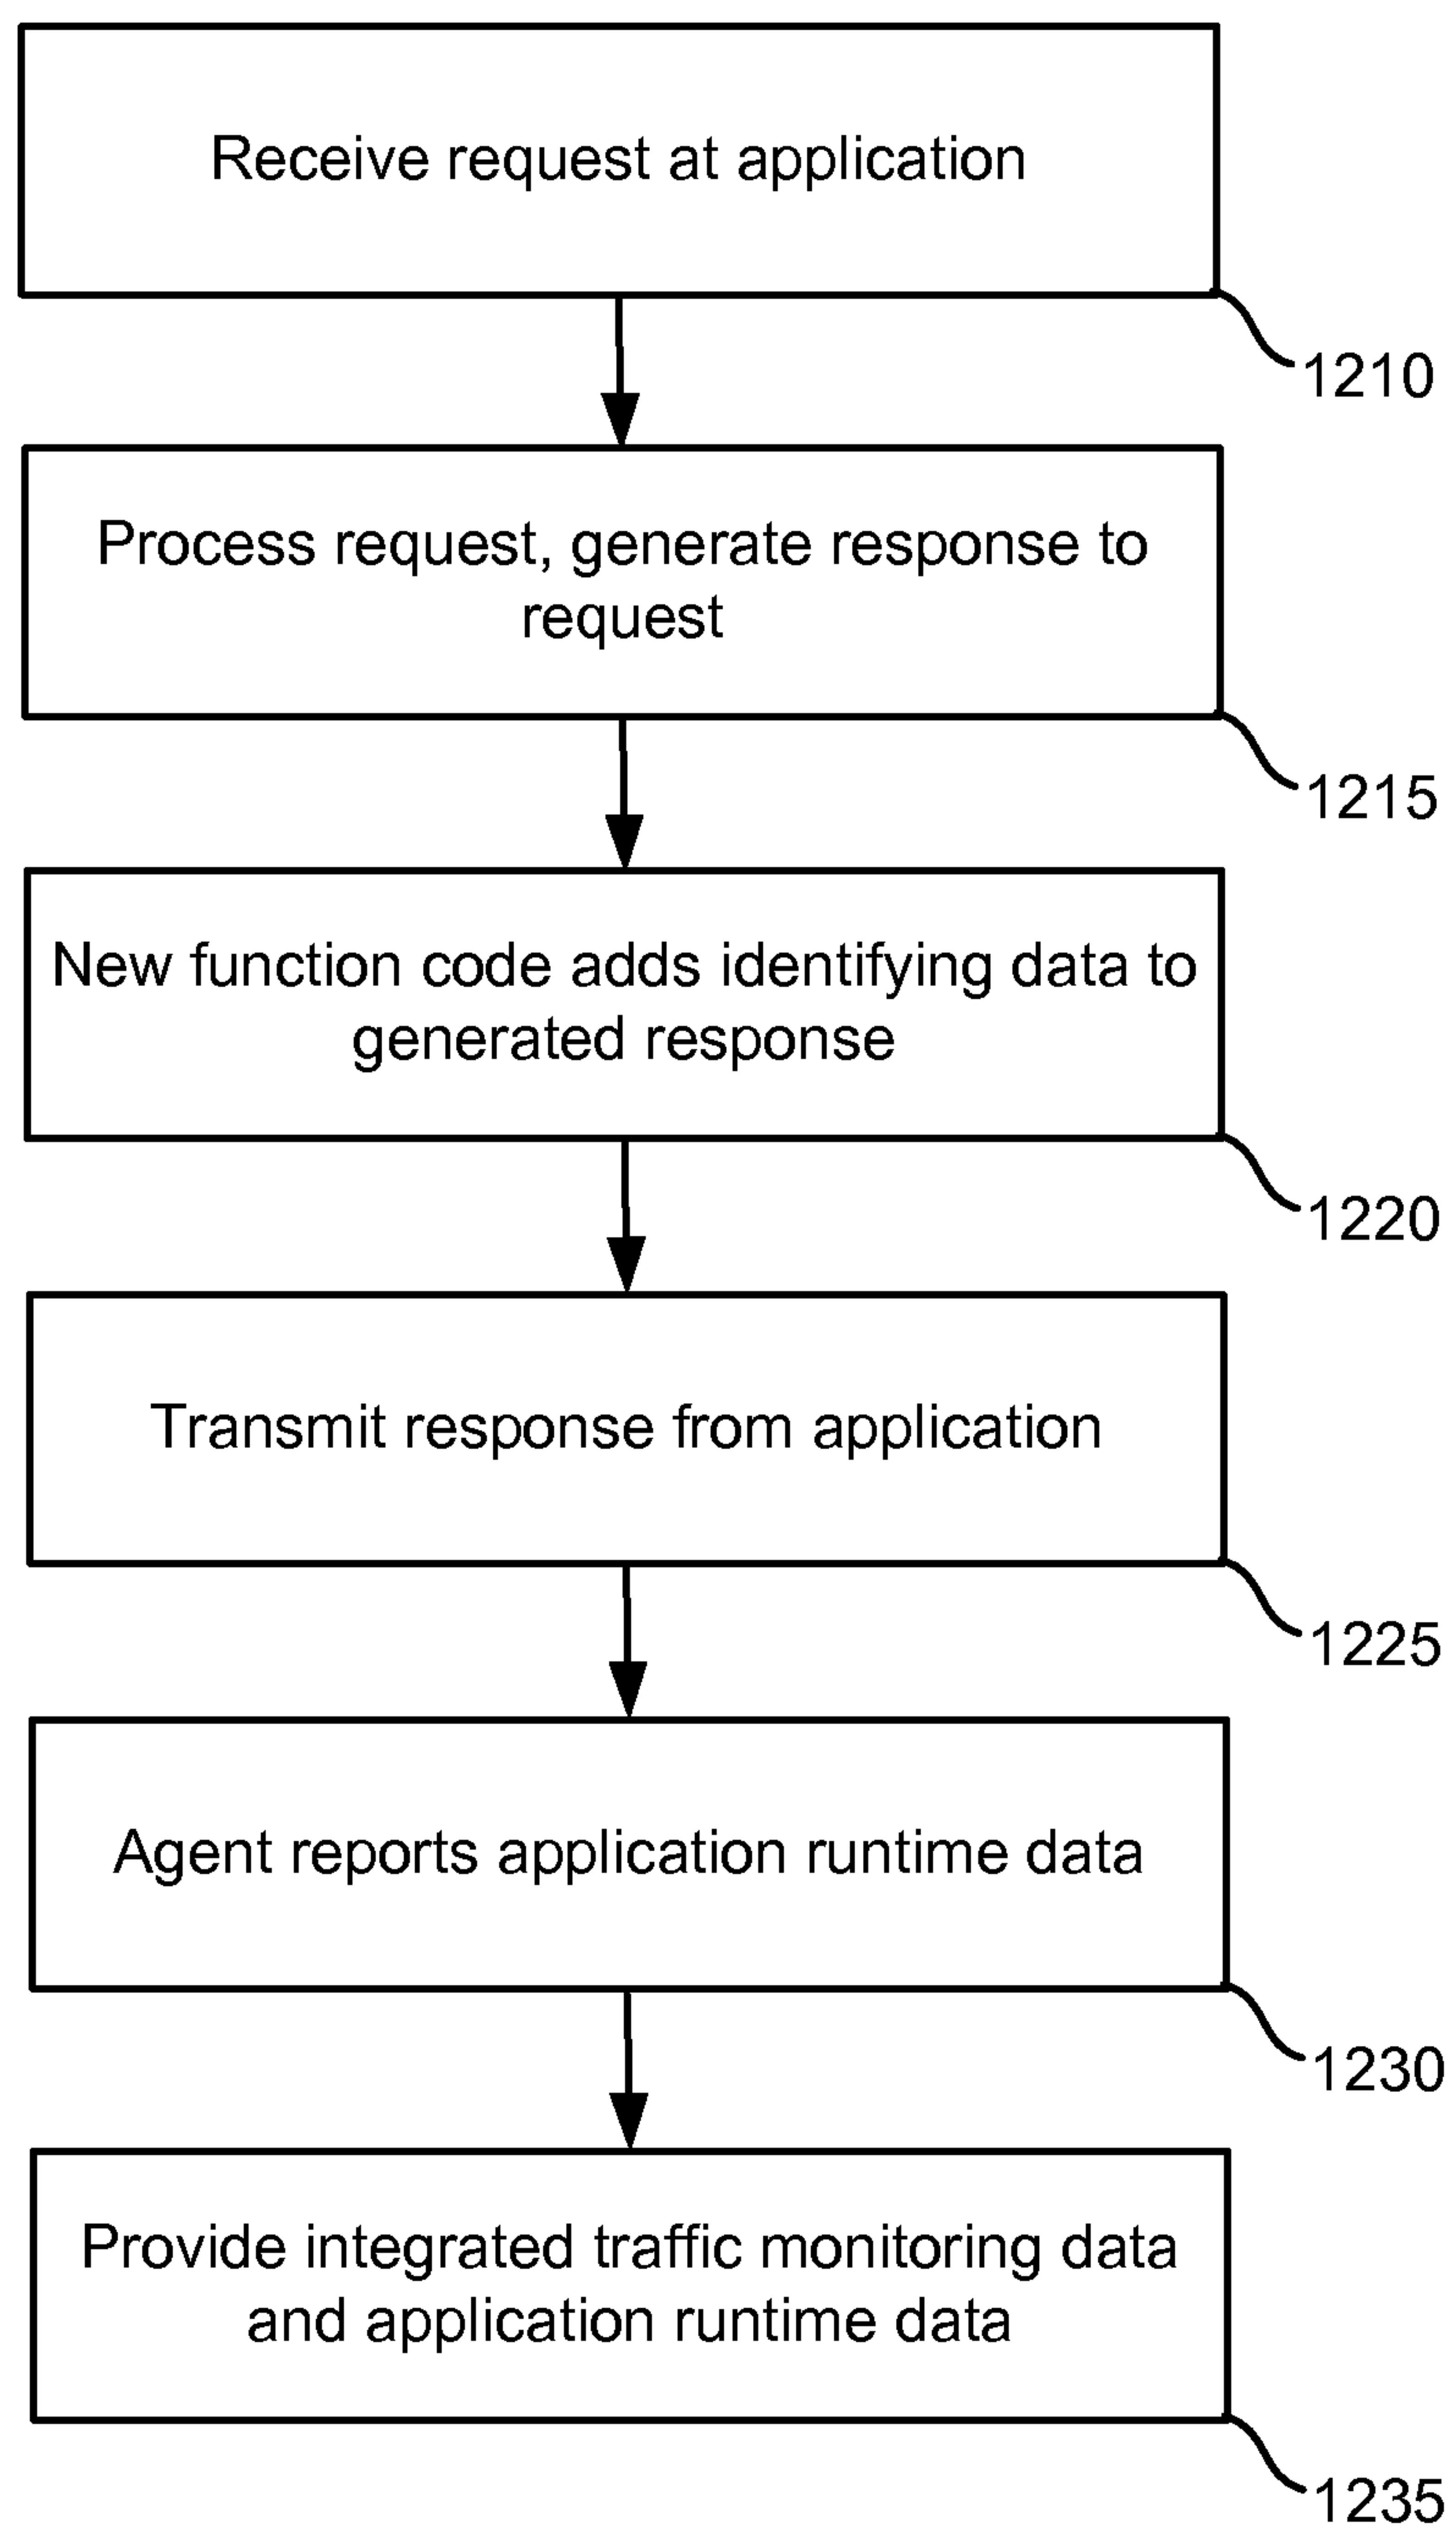 Receive request at application
1210
Process request, generate response to
request
1215
New function code adds identifying data to
generated response
1220
Transmit response from application
1225
Agent reports application runtime data
1230
Provide integrated traffic monitoring data
and application runtime data
1235